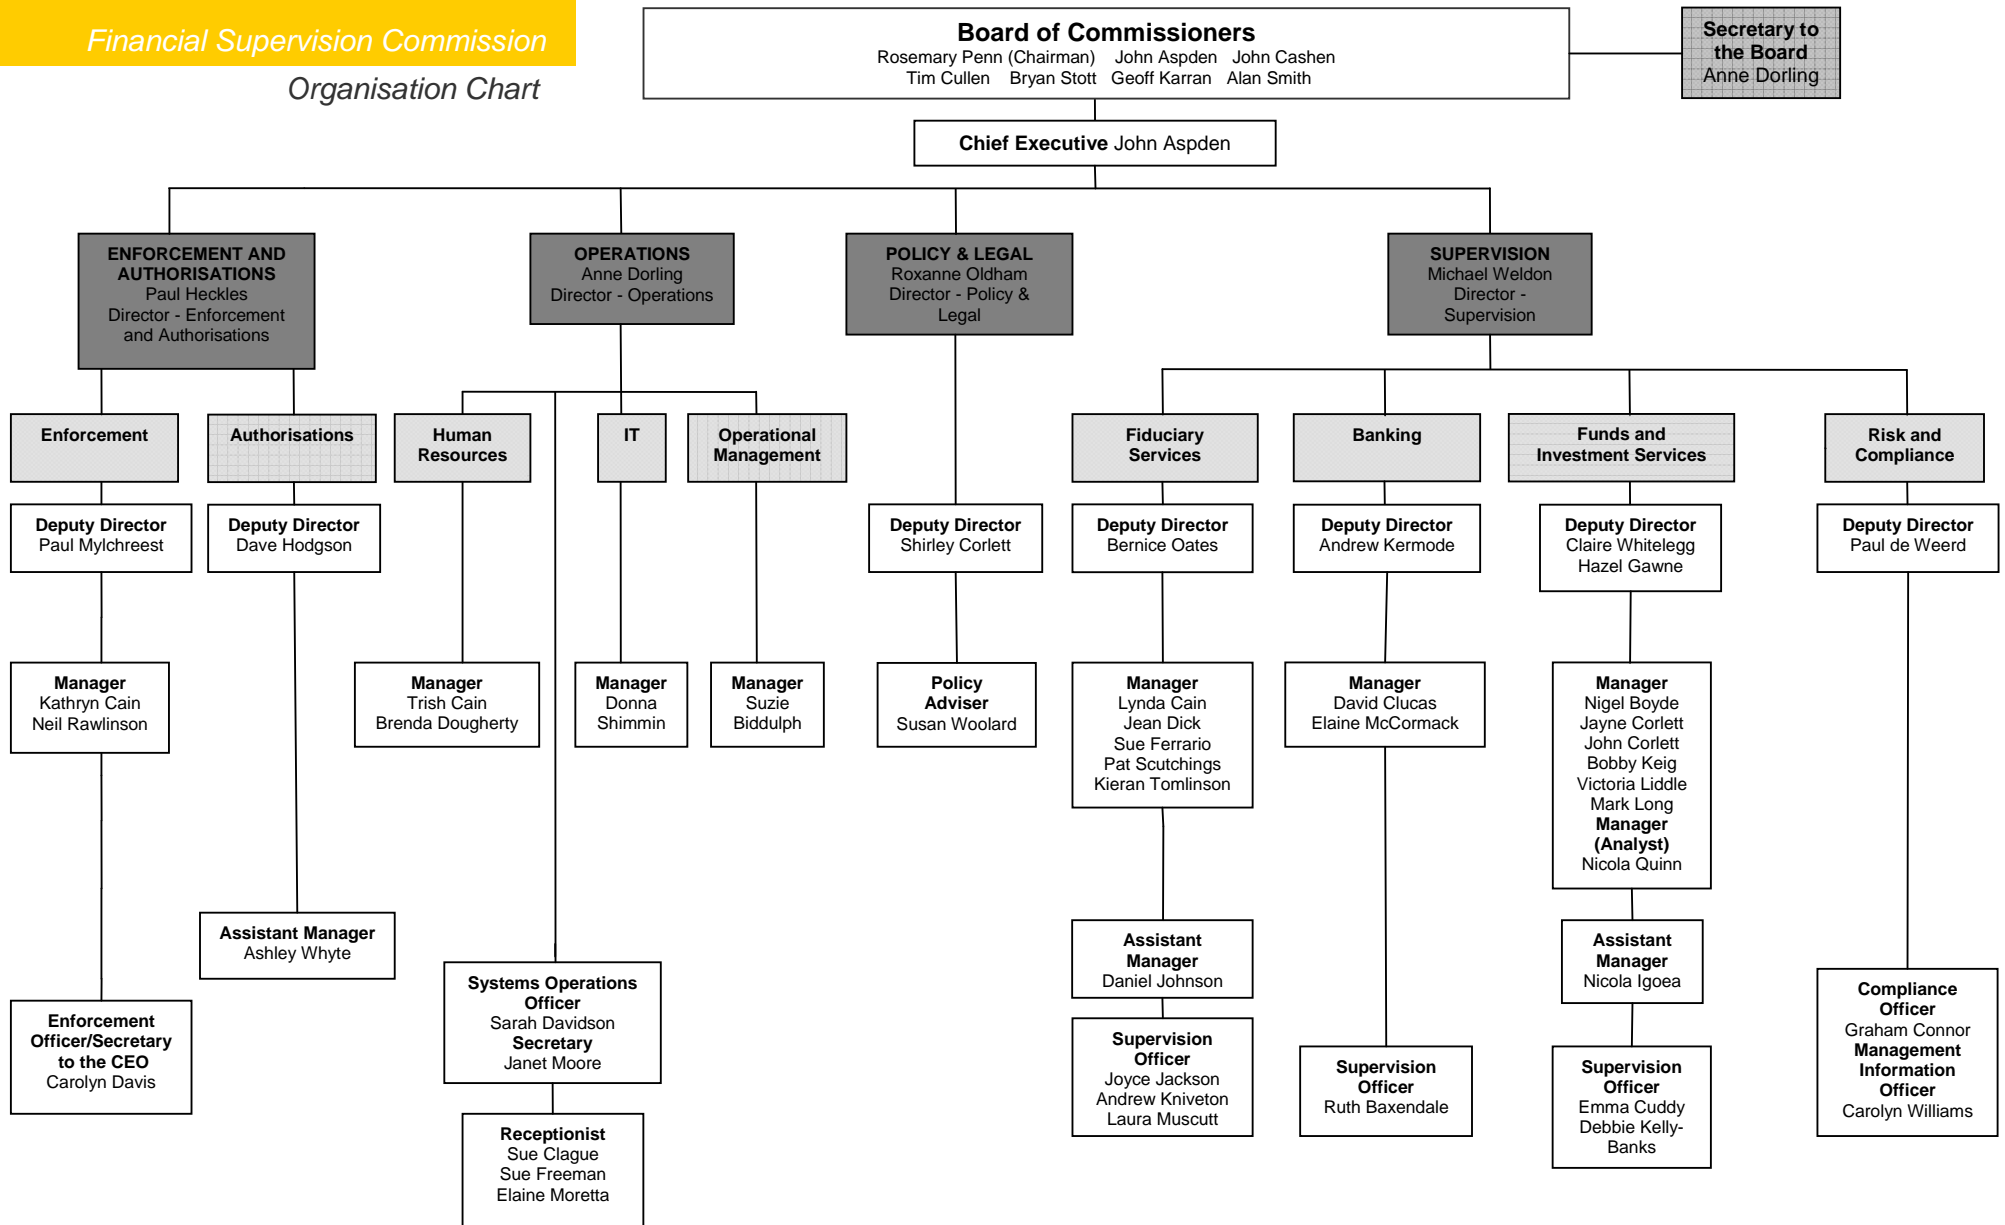 Financial Supervision Commission
Organisation Chart
Board of Commissioners
Rosemary Penn (Chairman) John Aspden John Cashen
Tim Cullen Bryan Stott Geoff Karran Alan Smith
Secretary to
the Board
Anne Dorling
Chief Executive John Aspden
ENFORCEMENT AND
AUTHORISATIONS
Paul Heckles
Director - Enforcement
and Authorisations
OPERATIONS
Anne Dorling
Director - Operations
POLICY & LEGAL
Roxanne Oldham
Director - Policy &
Legal
SUPERVISION
Michael Weldon
Director -
Supervision
Enforcement
Authorisations
Human
Resources
IT
Operational
Management
Fiduciary
Services
Banking
Funds and
Investment Services
Risk and
Compliance
Deputy Director
Paul Mylchreest
Deputy Director
Dave Hodgson
Deputy Director
Shirley Corlett
Deputy Director
Bernice Oates
Deputy Director
Andrew Kermode
Deputy Director
Claire Whitelegg
Hazel Gawne
Deputy Director
Paul de Weerd
Manager
Kathryn Cain
Neil Rawlinson
Manager
Trish Cain
Brenda Dougherty
Manager
Donna
Shimmin
Manager
Suzie
Biddulph
Policy
Adviser
Susan Woolard
Manager
Lynda Cain
Jean Dick
Sue Ferrario
Pat Scutchings
Kieran Tomlinson
Manager
David Clucas
Elaine McCormack
Manager
Nigel Boyde
Jayne Corlett
John Corlett
Bobby Keig
Victoria Liddle
Mark Long
Manager
(Analyst)
Nicola Quinn
Assistant Manager
Ashley Whyte
Assistant
Manager
Daniel Johnson
Assistant
Manager
Nicola Igoea
Systems Operations
Officer
Sarah Davidson
Secretary
Janet Moore
Compliance
Officer
Graham Connor
Management
Information
Officer
Carolyn Williams
Enforcement
Officer/Secretary
to the CEO
Carolyn Davis
Supervision
Officer
Joyce Jackson
Andrew Kniveton
Laura Muscutt
Supervision
Officer
Ruth Baxendale
Supervision
Officer
Emma Cuddy
Debbie Kelly-
Banks
Receptionist
Sue Clague
Sue Freeman
Elaine Moretta